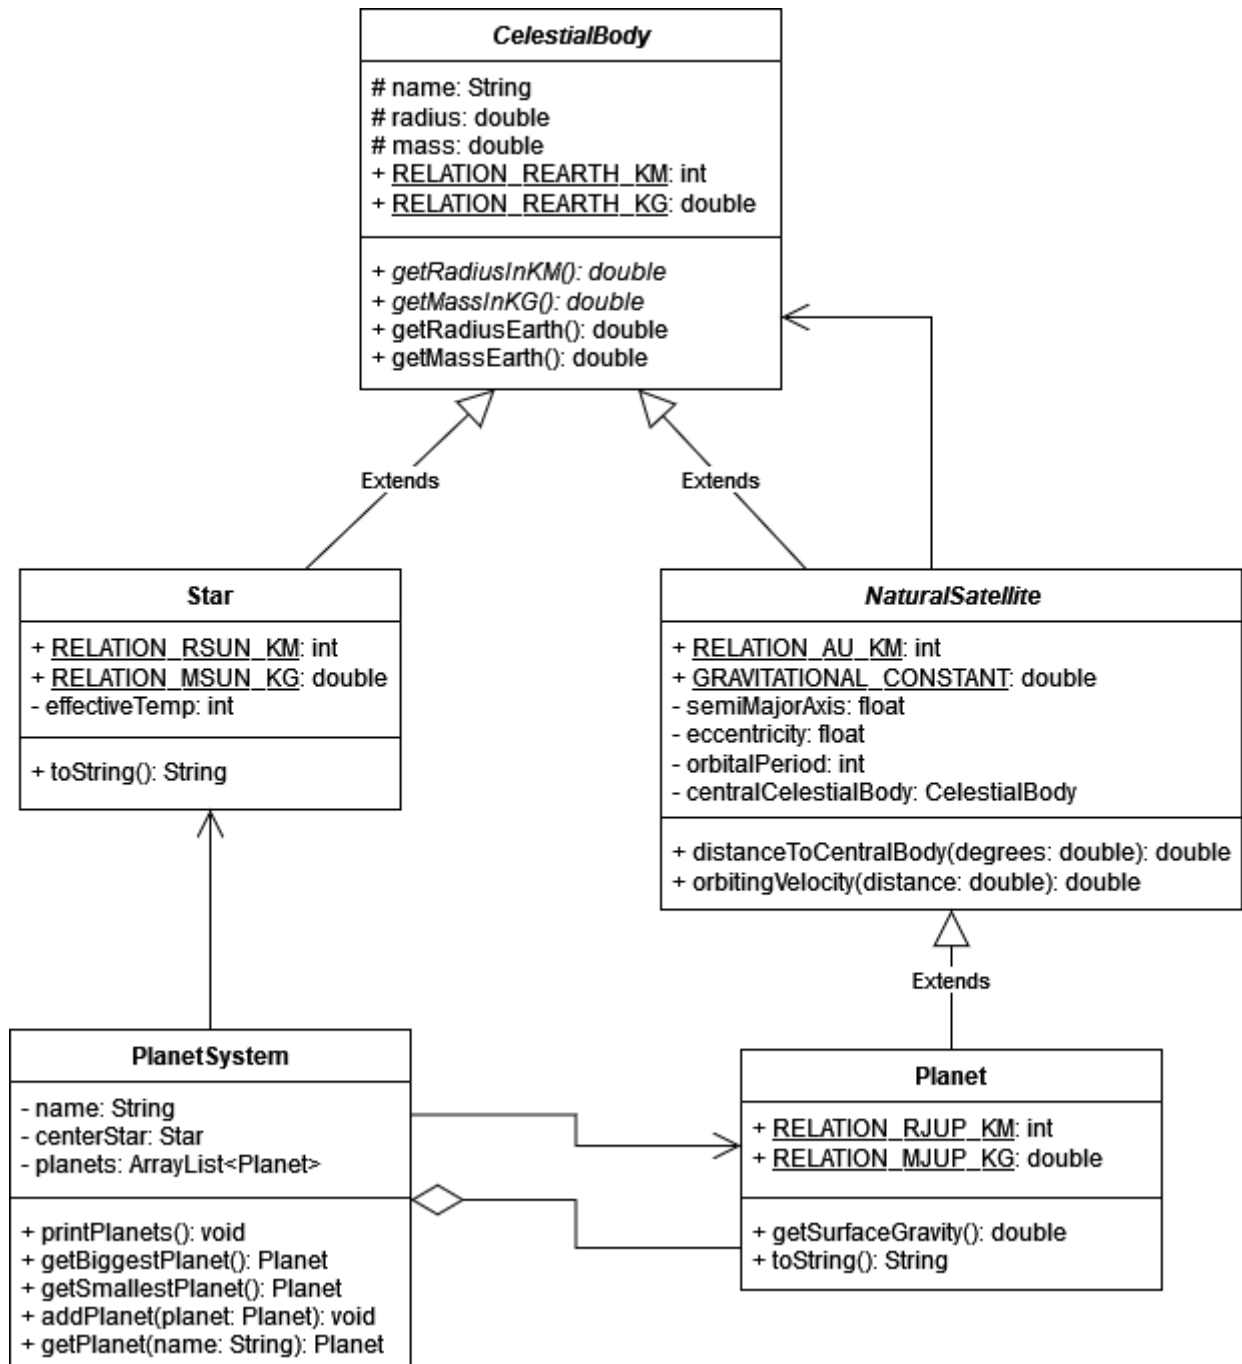 CelestialBody
# name: String
# radius: double
# mass: double
+ RELATION_REARTH_KM: int
+ RELATION_REARTH_KG: double
+ getRadiusInKM(): double
+ getMassInKG(): double
+ getRadiusEarth(): double
+ getMassEarth(): double
Extends
Extends
Star
+ RELATION_RSUN_KM: int
+ RELATION_MSUN_KG: double
- effectiveTemp: int
+ toString(): String
NaturalSatellite
+ RELATION_AU_KM: int
+ GRAVITATIONAL_CONSTANT: double
- semiMajorAxis: float
- eccentricity: float
- orbitalPeriod: int
- centralCelestialBody: CelestialBody
+ distanceToCentralBody(degrees: double): double
+ orbitingVelocity(distance: double): double
Extends
PlanetSystem
- name: String
- centerStar: Star
- planets: ArrayList<Planet>
+ printPlanets(): void
+ getBiggestPlanet(): Planet
+ getSmallestPlanet(): Planet
+ addPlanet(planet: Planet): void
+ getPlanet(name: String): Planet
Planet
+ RELATION_RJUP_KM: int
+ RELATION_MJUP_KG: double
+ getSurfaceGravity(): double
+ toString(): String